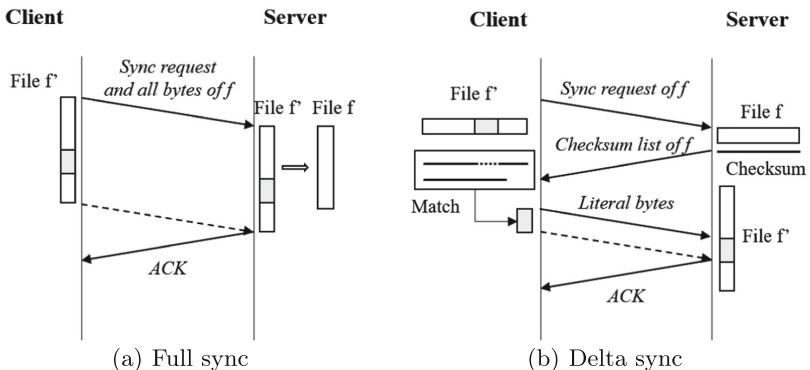 Client Server
Sync request
and all bytes of f
File f’
File f’ File f
ACK
(a) Full sync
Client Server
Sync request of f
File f’
File f
Checksum list of f
Checksum
Match
Literal bytes
File f’
ACK
(b) Delta sync